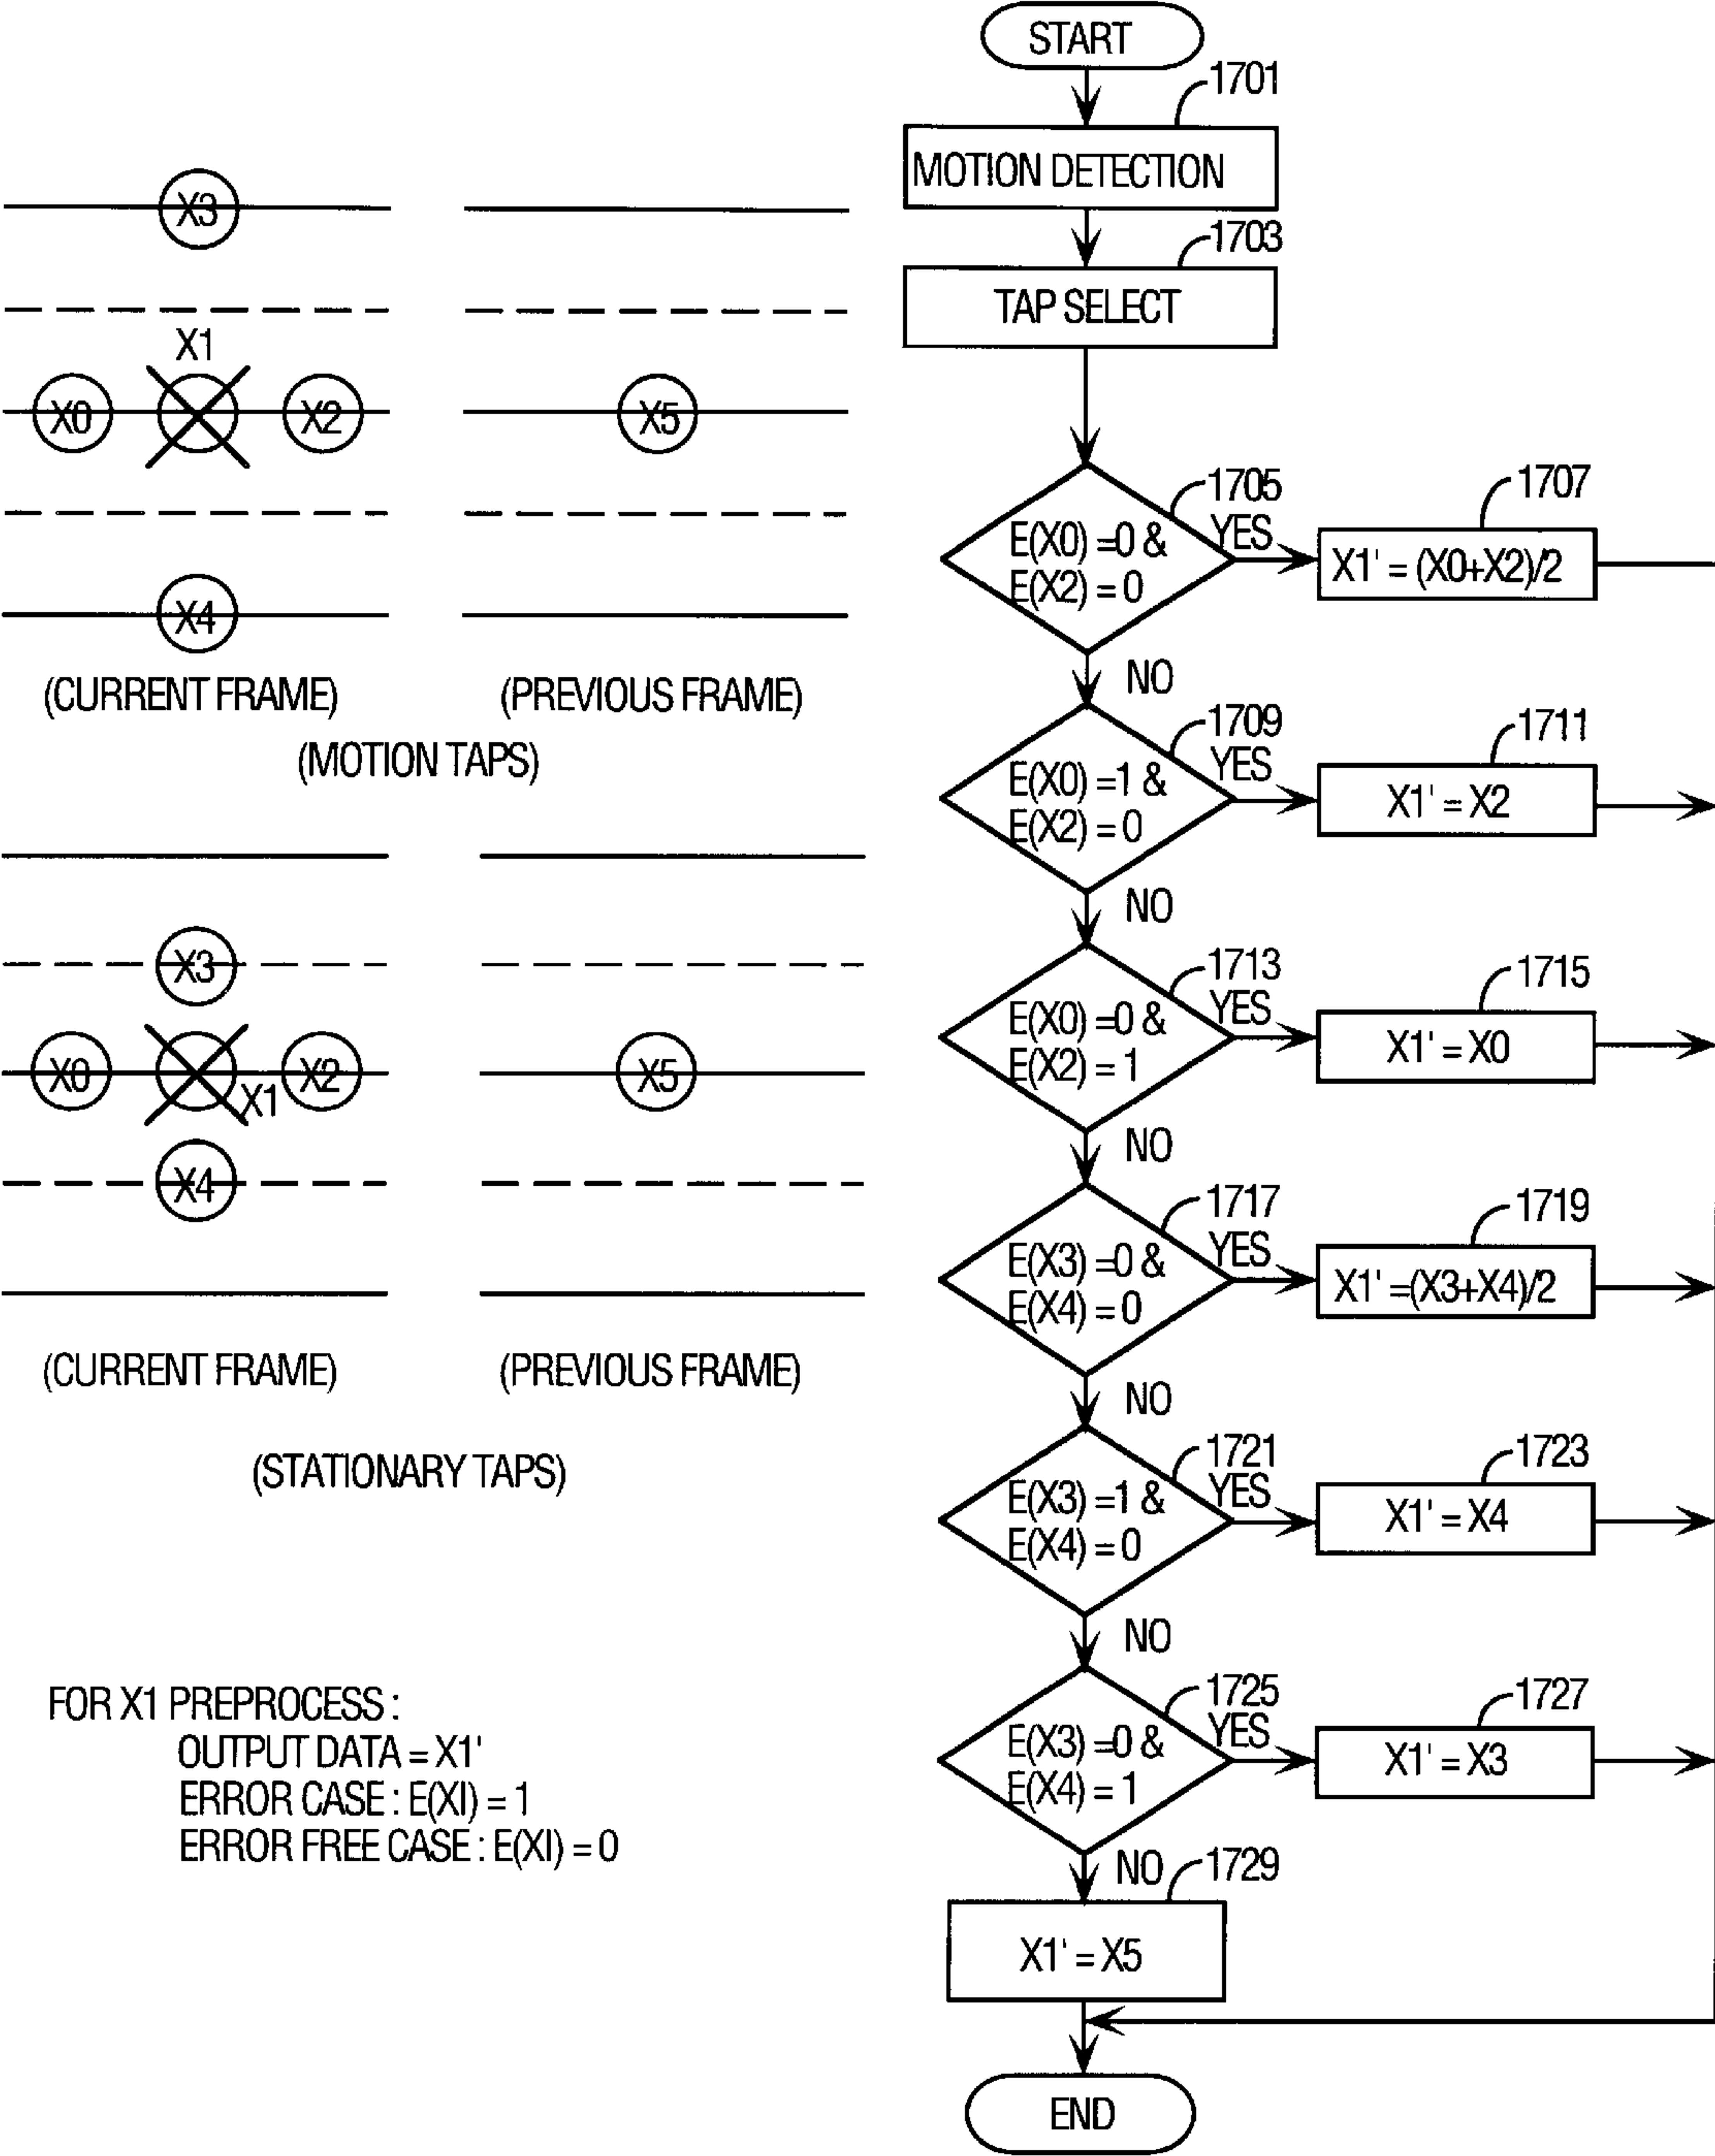 X3
X1
X0
X2
X5
X4
(CURRENT FRAME)
(PREVIOUS FRAME)
(MOTION TAPS)
X3
X0
X1
X2
X5
X4
(CURRENT FRAME)
(PREVIOUS FRAME)
(STATIONARY TAPS)
FOR X1 PREPROCESS :
OUTPUT DATA = X1'
ERROR CASE : E(XI) = 1
ERROR FREE CASE : E(XI) = 0
START
1701
MOTION DETECTION
1703
TAP SELECT
1705
E(X0) =0 &
E(X2) = 0
YES
1707
X1' = (X0+X2)/2
NO
1709
E(X0) =1 &
E(X2) = 0
YES
1711
X1' = X2
NO
1713
E(X0) =0 &
E(X2) = 1
YES
1715
X1' = X0
NO
1717
E(X3) =0 &
E(X4) = 0
YES
1719
X1' =(X3+X4)/2
NO
1721
E(X3) =1 &
E(X4) = 0
YES
1723
X1' = X4
NO
1725
E(X3) =0 &
E(X4) = 1
YES
1727
X1' = X3
NO
1729
X1' = X5
END